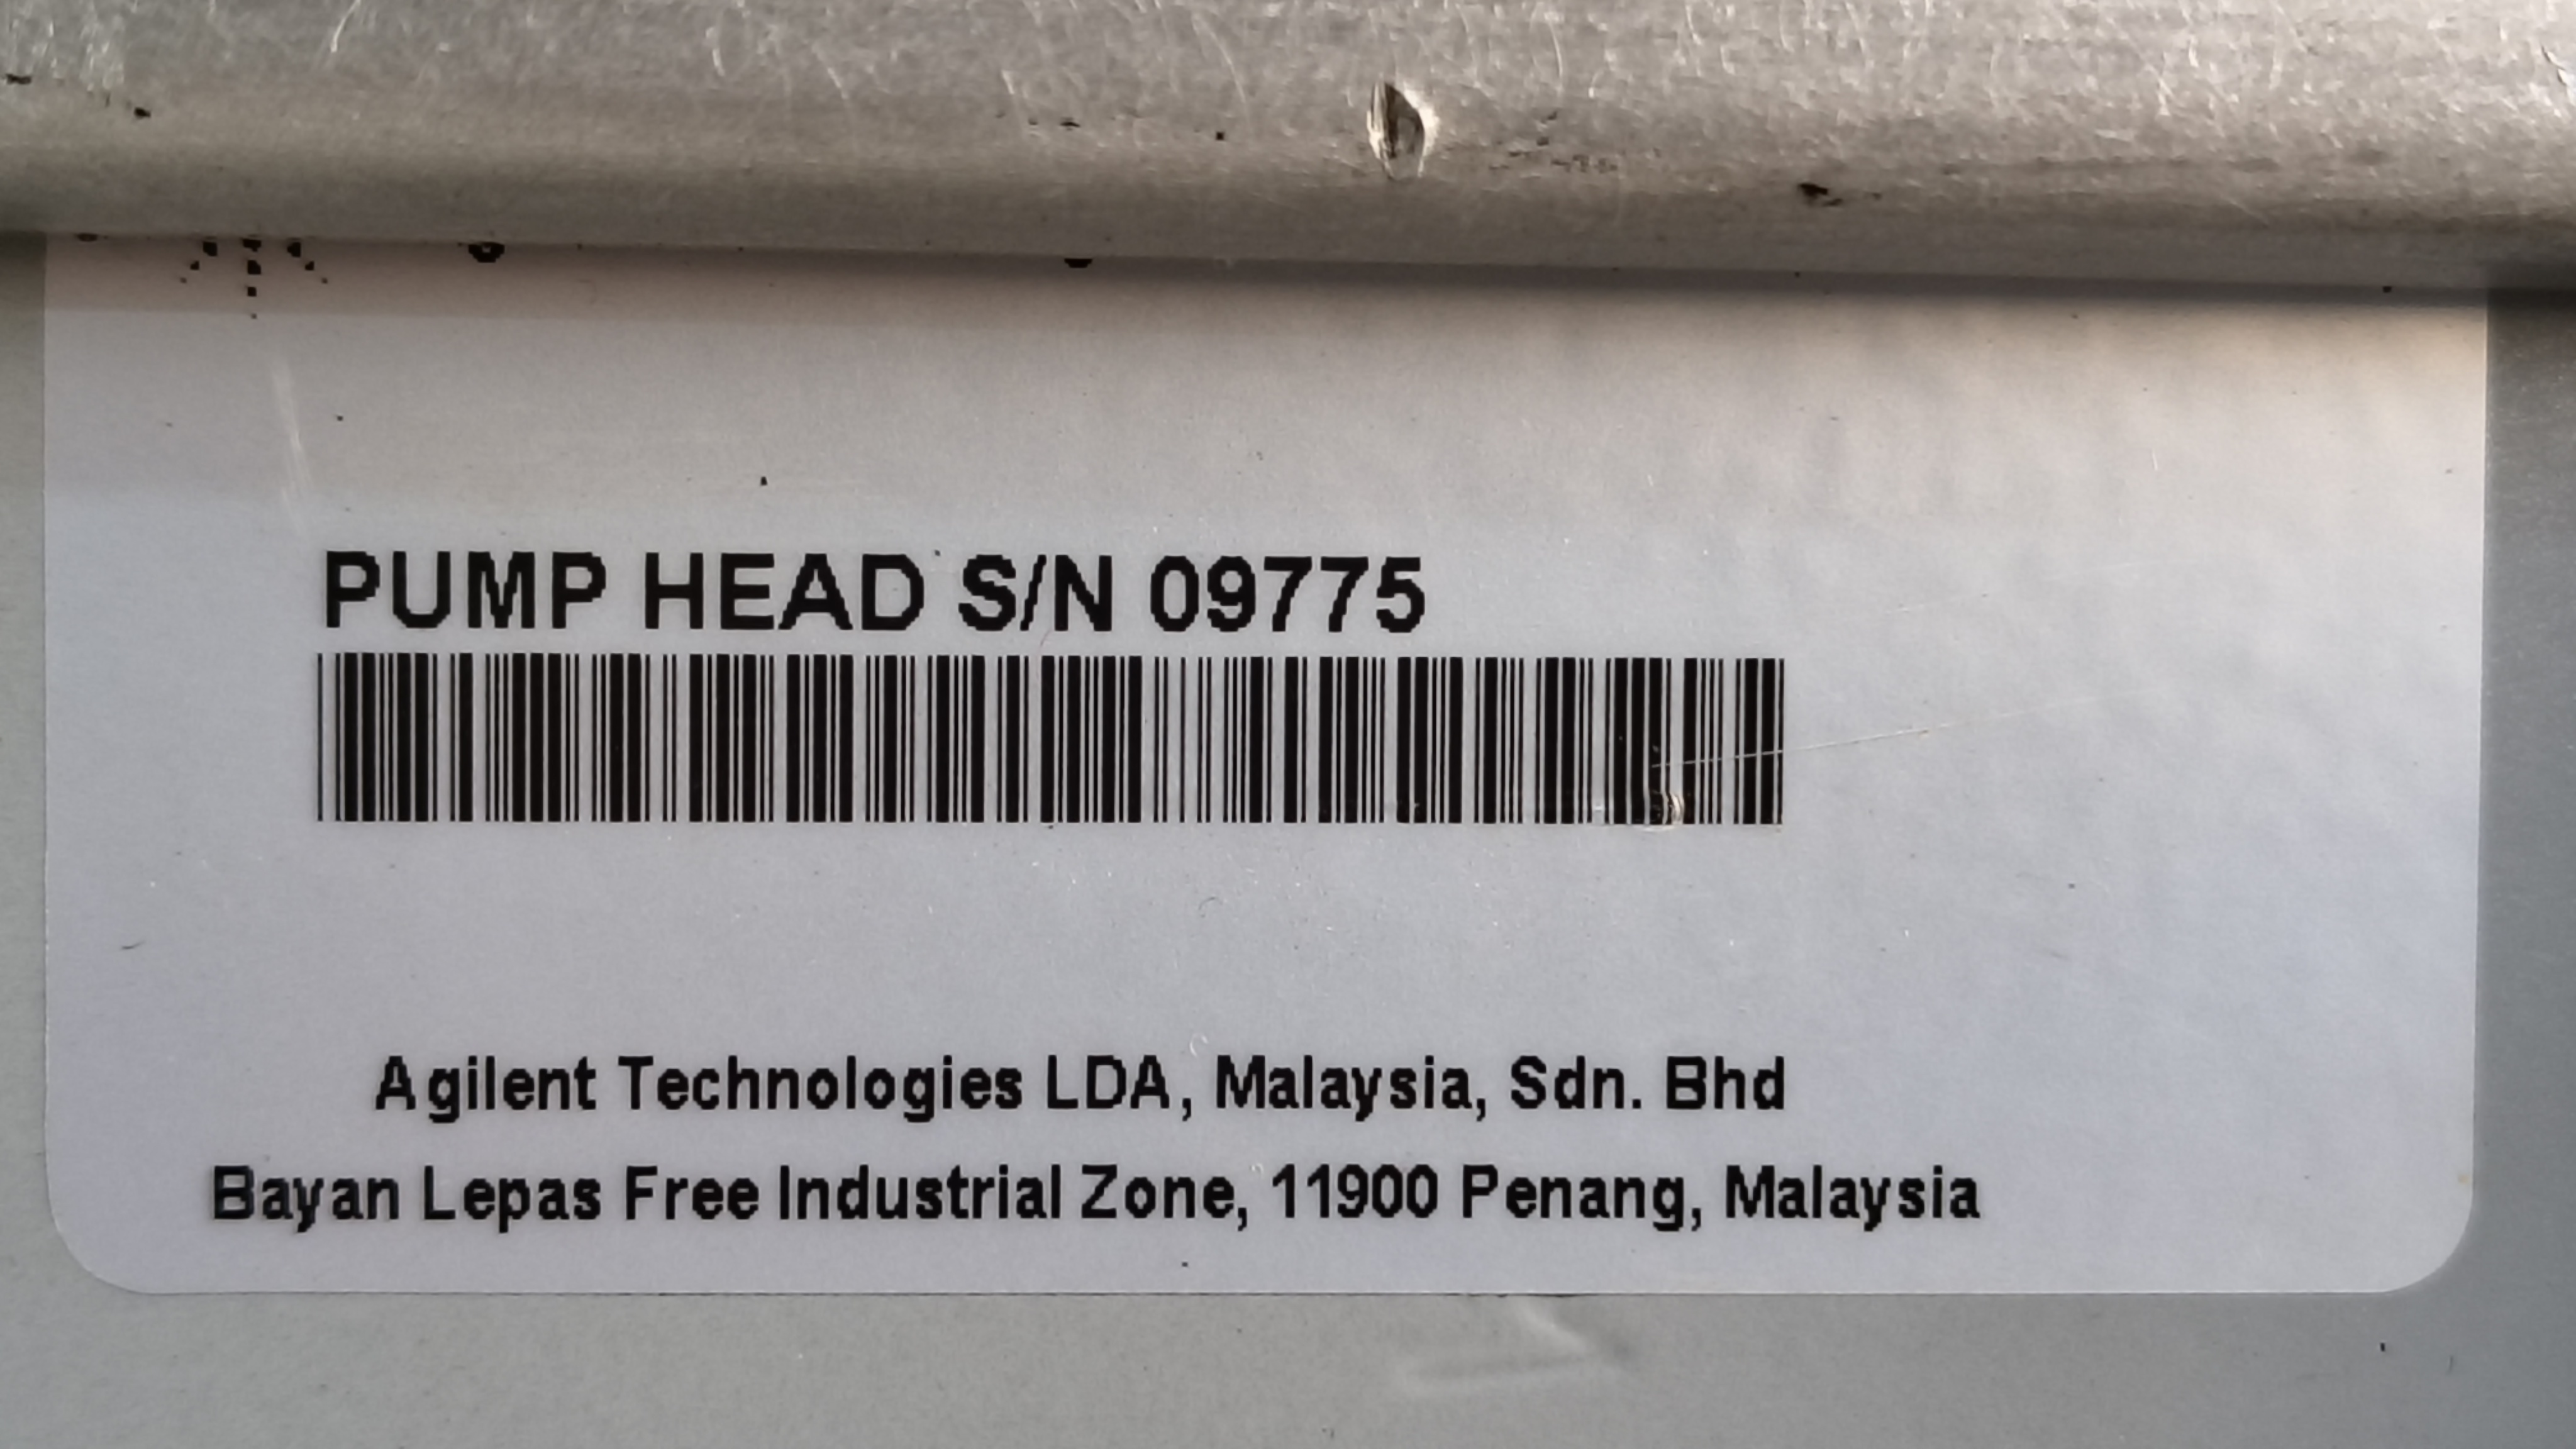 PUMP HEAD S/N 09775
Agilent Technologies LDA, Malaysia, Sdn. Bhd
Bayan Lepas Free Industrial Zone, 11900 Penang, Malaysia